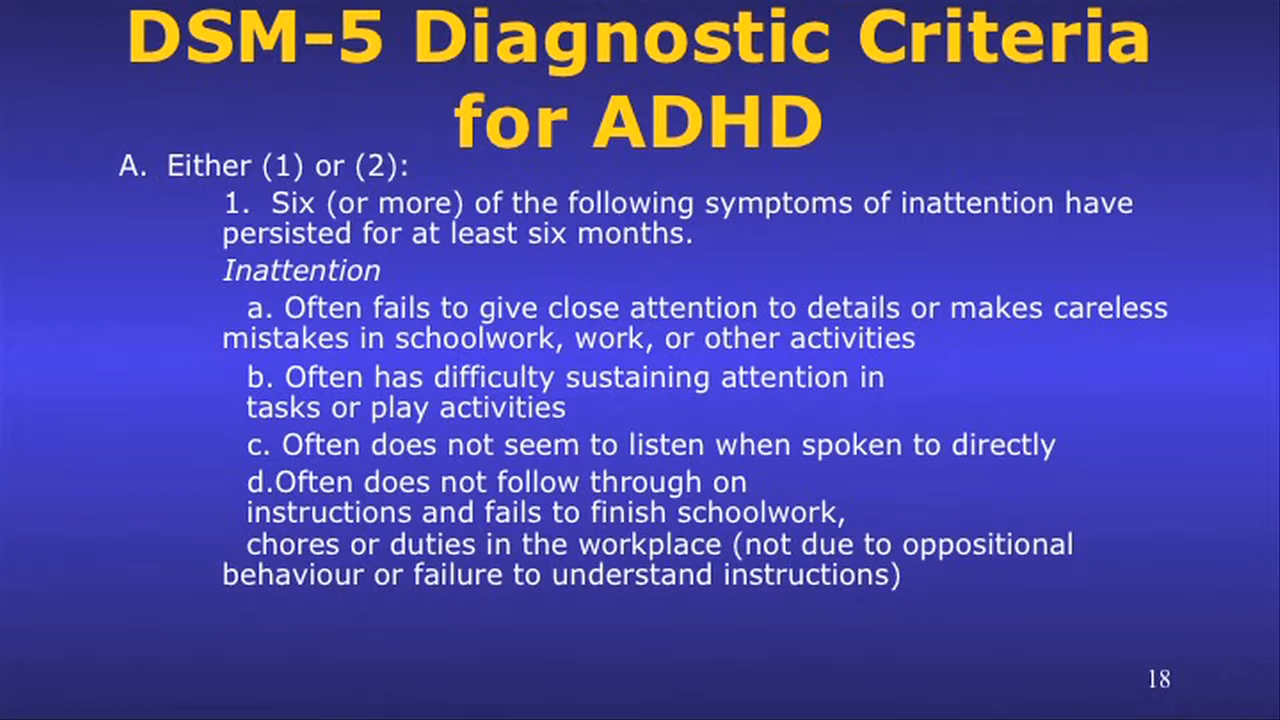 DSM-5 Diagnostic Criteria
for ADHD
A. Either (1) or (2):
1. Six (or more) of the following symptoms of inattention have
persisted for at least six months.
Inattention
a. Often fails to give close attention to details or makes careless
mistakes in schoolwork, work, or other activities
b. Often has difficulty sustaining attention in
tasks or play activities
c. Often does not seem to listen when spoken to directly
d.Often does not follow through on
instructions and fails to finish schoolwork,
chores or duties in the workplace (not due to oppositional
behaviour or failure to understand instructions)
18